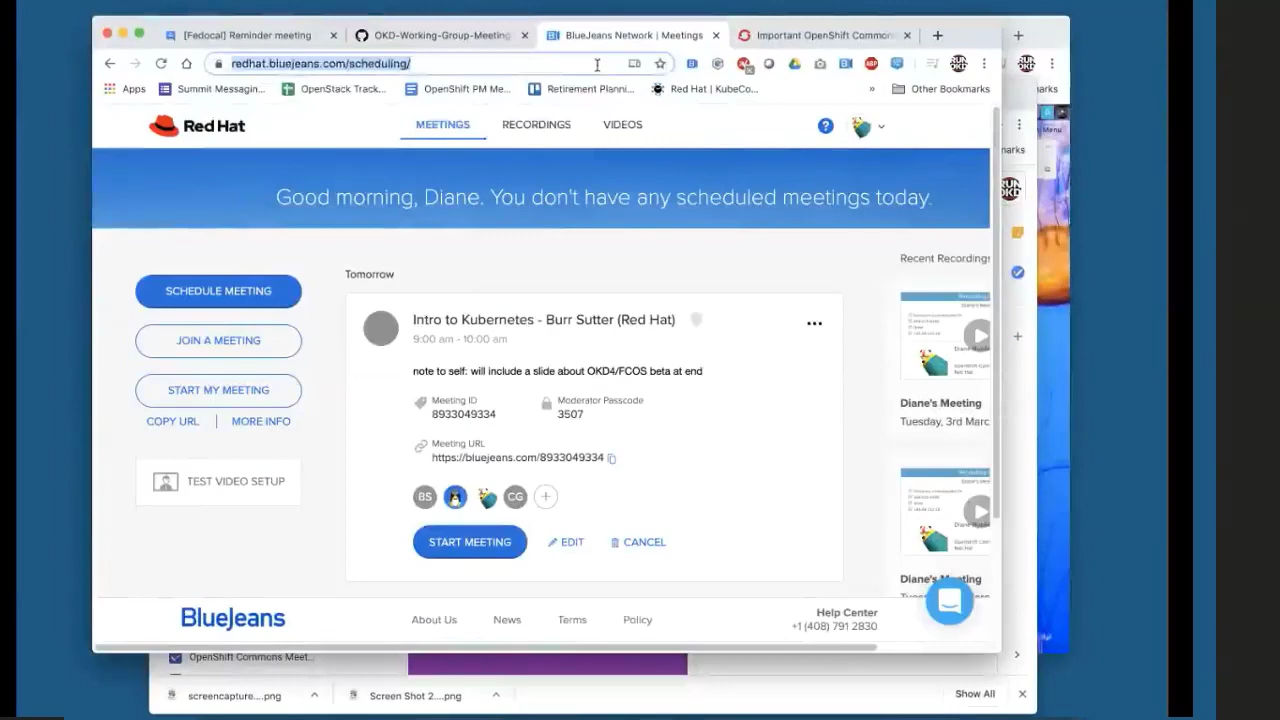 [Fedocal] Reminder meeting
OKD-Working-Group-Meeting
BlueJeans Network | Meetings
Important OpenShift Common
redhat.bluejeans.com/scheduling/
Apps
Summit Messagin...
OpenStack Track...
OpenShift PM Me...
Retirement Planni...
Red Hat | KubeCo...
»
Other Bookmarks
Red Hat
MEETINGS
RECORDINGS
VIDEOS
Good morning, Diane. You don't have any scheduled meetings today.
SCHEDULE MEETING
JOIN A MEETING
START MY MEETING
COPY URL
MORE INFO
TEST VIDEO SETUP
Tomorrow
Intro to Kubernetes - Burr Sutter (Red Hat)
9:00 am - 10:00 am
note to self: will include a slide about OKD4/FCOS beta at end
Meeting ID
8933049334
Moderator Passcode
3507
Meeting URL
https://bluejeans.com/8933049334
BS
CG
START MEETING
EDIT
CANCEL
Recent Recordings
Diane's Meeting
Tuesday, 3rd Marc
Diane's Meeting
BlueJeans
About Us
News
Terms
Policy
Help Center
+1 (408) 791 2830
OpenShift Commons Meet...
screencapture....png
Screen Shot 2....png
Show All